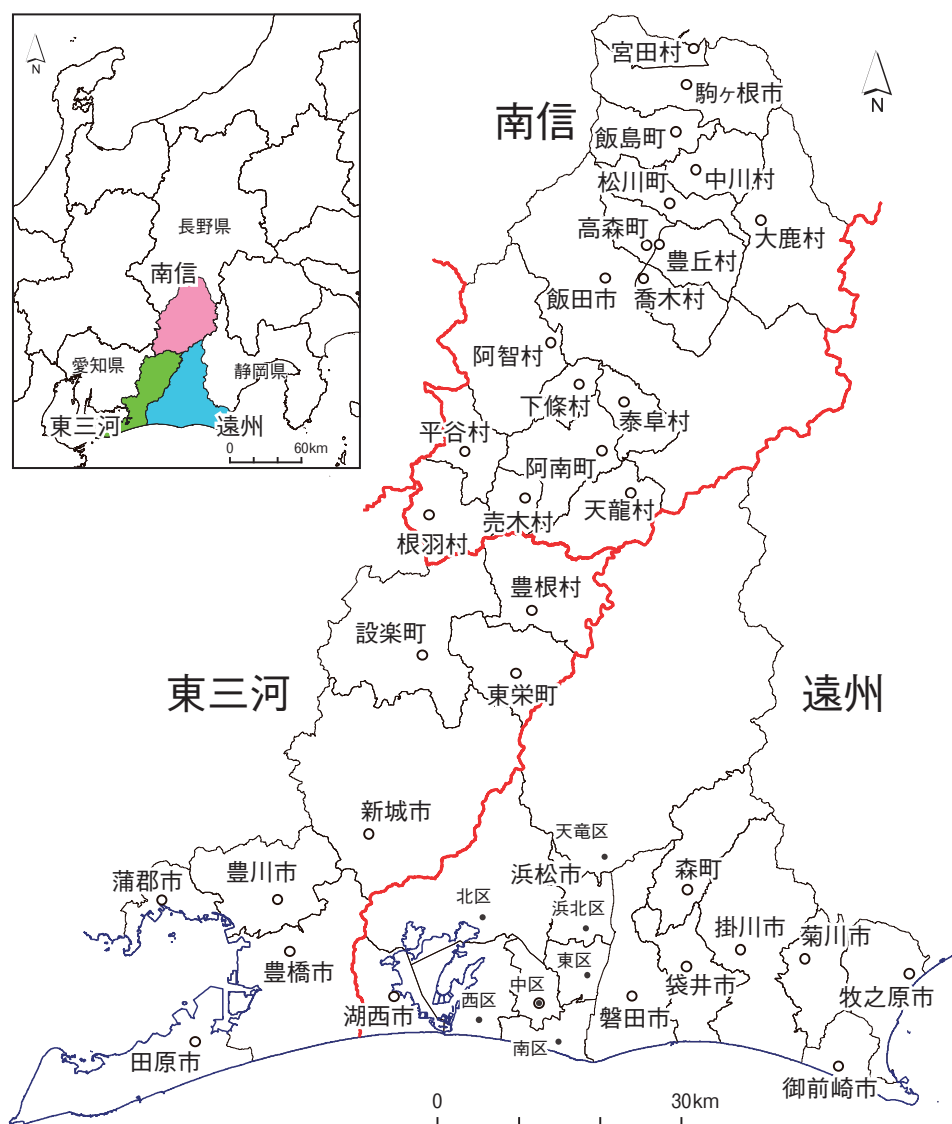 N
長野県
南信
愛知県
静岡県
東三河
遠州
0
60km
N
南信
宮田村
駒ヶ根市
飯島町
中川村
松川町
大鹿村
高森町
豊丘村
飯田市
喬木村
阿智村
下條村
泰阜村
平谷村
阿南町
天龍村
売木村
根羽村
豊根村
設楽町
東栄町
東三河
遠州
新城市
天竜区
浜松市
森町
豊川市
蒲郡市
北区
浜北区
掛川市
菊川市
豊橋市
東区
袋井市
牧之原市
湖西市
西区
中区
磐田市
田原市
南区
御前崎市
0
30km